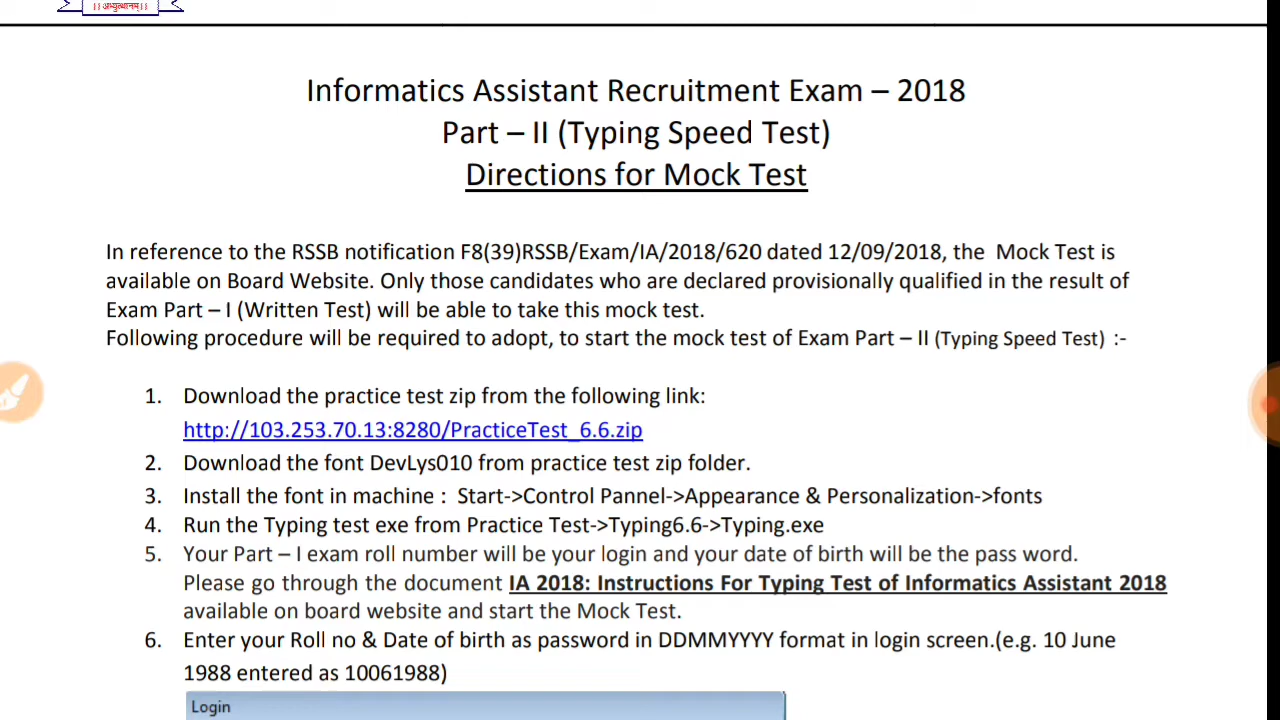 ।। अभ्युत्थानम्।।
Informatics Assistant Recruitment Exam – 2018
Part – II (Typing Speed Test)
Directions for Mock Test
In reference to the RSSB notification F8(39)RSSB/Exam/IA/2018/620 dated 12/09/2018, the Mock Test is
available on Board Website. Only those candidates who are declared provisionally qualified in the result of
Exam Part – I (Written Test) will be able to take this mock test.
Following procedure will be required to adopt, to start the mock test of Exam Part – II (Typing Speed Test) :-
1. Download the practice test zip from the following link:
http://103.253.70.13:8280/PracticeTest_6.6.zip
2. Download the font DevLys010 from practice test zip folder.
3. Install the font in machine : Start->Control Pannel->Appearance & Personalization->fonts
4. Run the Typing test exe from Practice Test->Typing6.6->Typing.exe
5. Your Part – I exam roll number will be your login and your date of birth will be the pass word.
Please go through the document IA 2018: Instructions For Typing Test of Informatics Assistant 2018
available on board website and start the Mock Test.
6. Enter your Roll no & Date of birth as password in DDMMYYYY format in login screen.(e.g. 10 June
1988 entered as 10061988)
Login